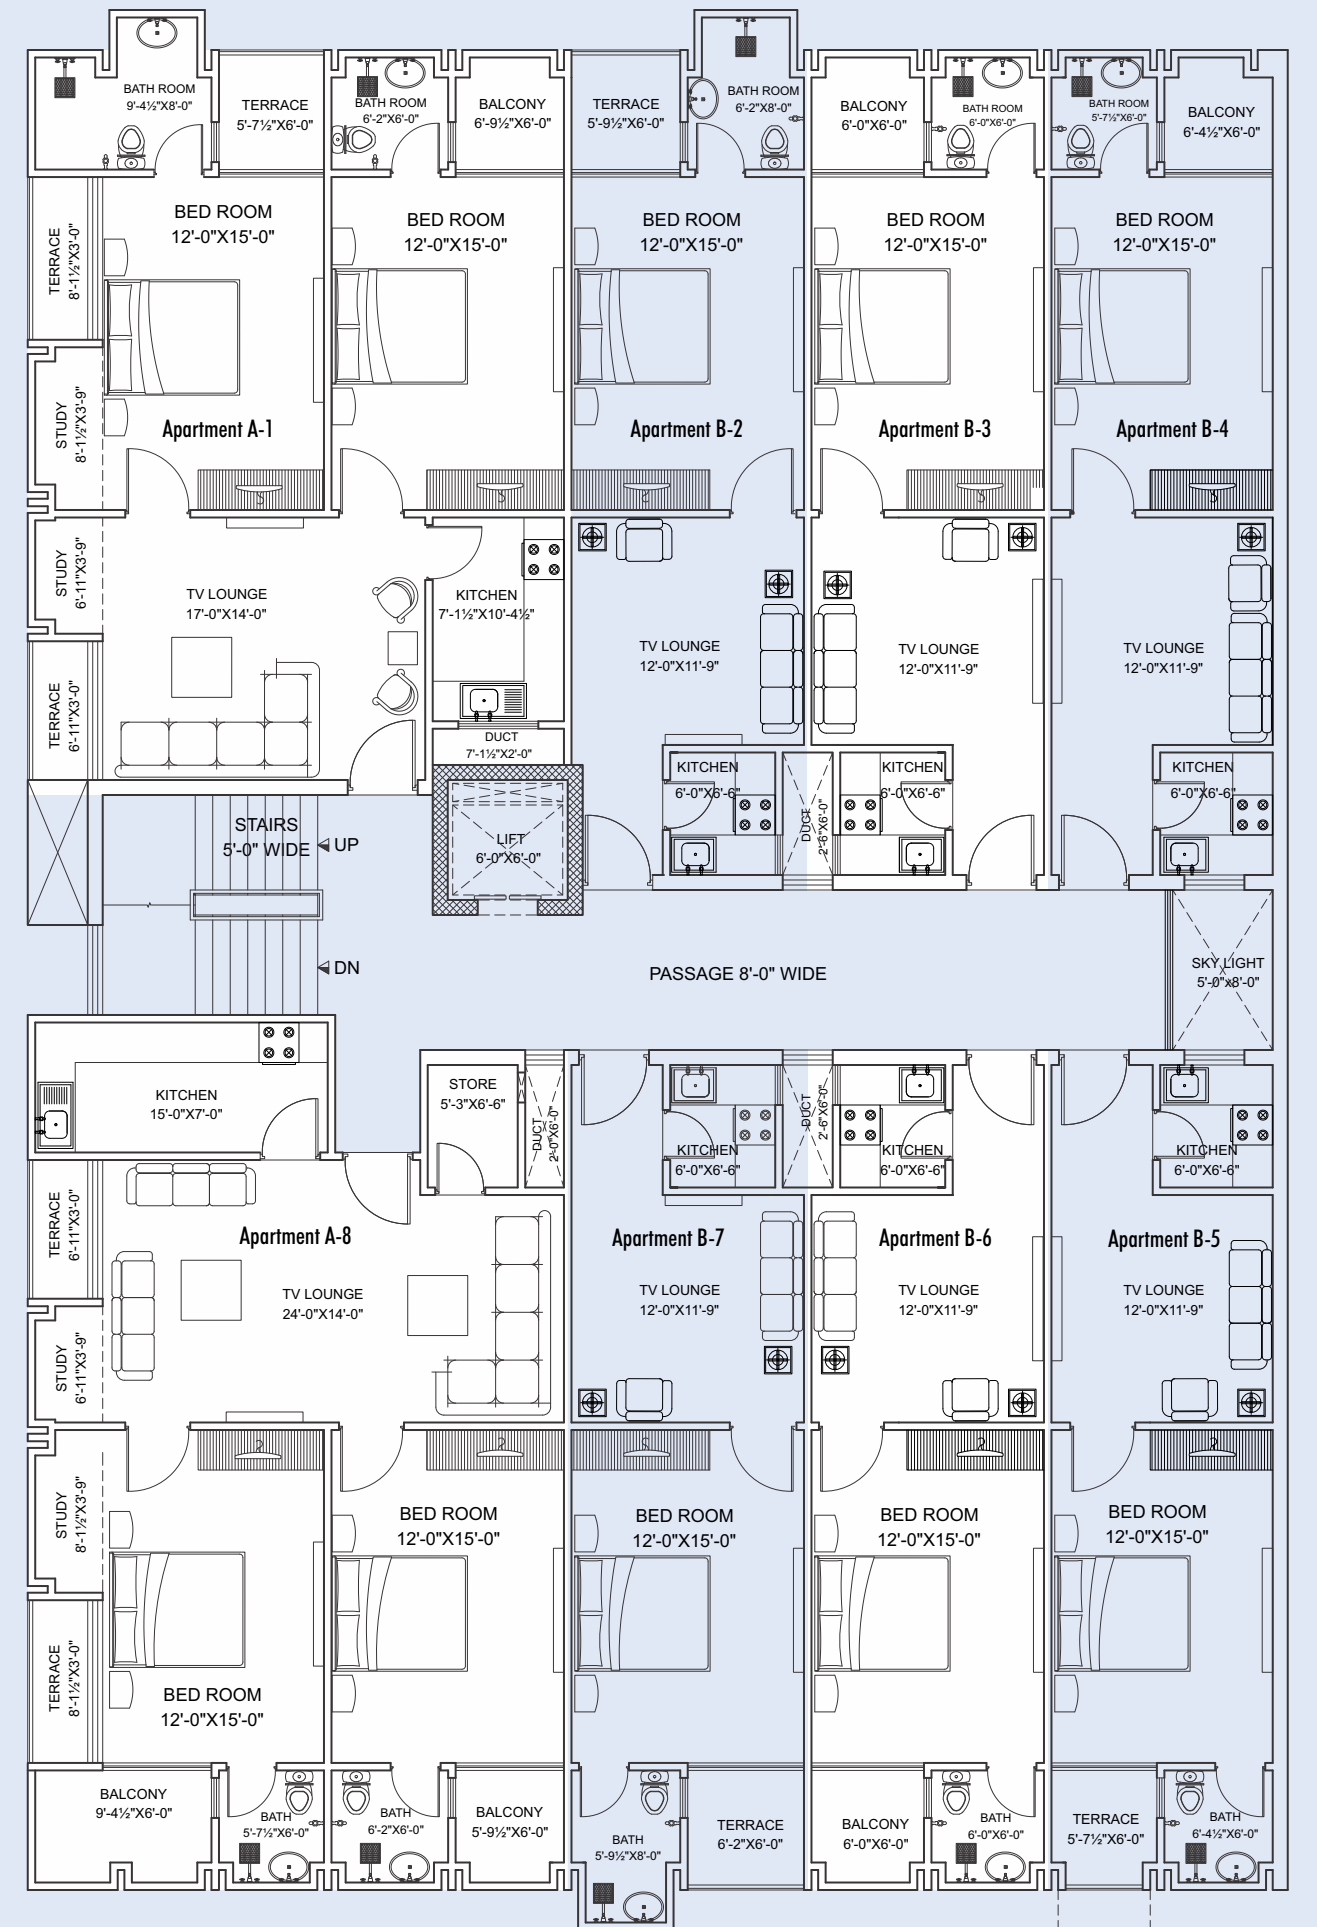 BATH ROOM
9'-4½"X8'-0"
TERRACE
5'-7½"X6'-0"
BATH ROOM
6'-2"X6'-0"
BALCONY
6'-9½"X6'-0"
TERRACE
5'-9½"X6'-0"
BATH ROOM
6'-2"X8'-0"
BALCONY
6'-0"X6'-0"
BATH ROOM
6'-0"X6'-0"
BATH ROOM
5'-7½"X6'-0"
BALCONY
6'-4½"X6'-0"
BED ROOM
12'-0"X15'-0"
BED ROOM
12'-0"X15'-0"
BED ROOM
12'-0"X15'-0"
BED ROOM
12'-0"X15'-0"
BED ROOM
12'-0"X15'-0"
TERRACE
8'-1½"X3'-0"
STUDY
8'-1½"X3'-9"
Apartment A-1
Apartment B-2
Apartment B-3
Apartment B-4
STUDY
6'-11"X3'-9"
TERRACE
6'-11"X3'-0"
TV LOUNGE
17'-0"X14'-0"
KITCHEN
7'-1½"X10'-4½"
TV LOUNGE
12'-0"X11'-9"
TV LOUNGE
12'-0"X11'-9"
TV LOUNGE
12'-0"X11'-9"
DUCT
7'-1½"X2'-0"
KITCHEN
6'-0"X6'-6"
DUCT
2'-6"X6'-0"
KITCHEN
6'-0"X6'-6"
KITCHEN
6'-0"X6'-6"
STAIRS
5'-0" WIDE
UP
LIFT
6'-0"X6'-0"
DN
PASSAGE 8'-0" WIDE
SKY LIGHT
5'-0"x8'-0"
KITCHEN
15'-0"X7'-0"
STORE
5'-3"X6'-6"
DUCT
2'-0"X6'-0"
KITCHEN
6'-0"X6'-6"
DUCT
2'-6"X6'-0"
KITCHEN
6'-0"X6'-6"
KITCHEN
6'-0"X6'-6"
TERRACE
6'-11"X3'-0"
Apartment A-8
Apartment B-7
Apartment B-6
Apartment B-5
TV LOUNGE
24'-0"X14'-0"
TV LOUNGE
12'-0"X11'-9"
TV LOUNGE
12'-0"X11'-9"
TV LOUNGE
12'-0"X11'-9"
STUDY
6'-11"X3'-9"
STUDY
8'-1½"X3'-9"
BED ROOM
12'-0"X15'-0"
BED ROOM
12'-0"X15'-0"
BED ROOM
12'-0"X15'-0"
BED ROOM
12'-0"X15'-0"
TERRACE
8'-1½"X3'-0"
BED ROOM
12'-0"X15'-0"
BALCONY
9'-4½"X6'-0"
BATH
5'-7½"X6'-0"
BATH
6'-2"X6'-0"
BALCONY
5'-9½"X6'-0"
BATH
5'-9½"X8'-0"
TERRACE
6'-2"X6'-0"
BALCONY
6'-0"X6'-0"
BATH
6'-0"X6'-0"
TERRACE
5'-7½"X6'-0"
BATH
6'-4½"X6'-0"